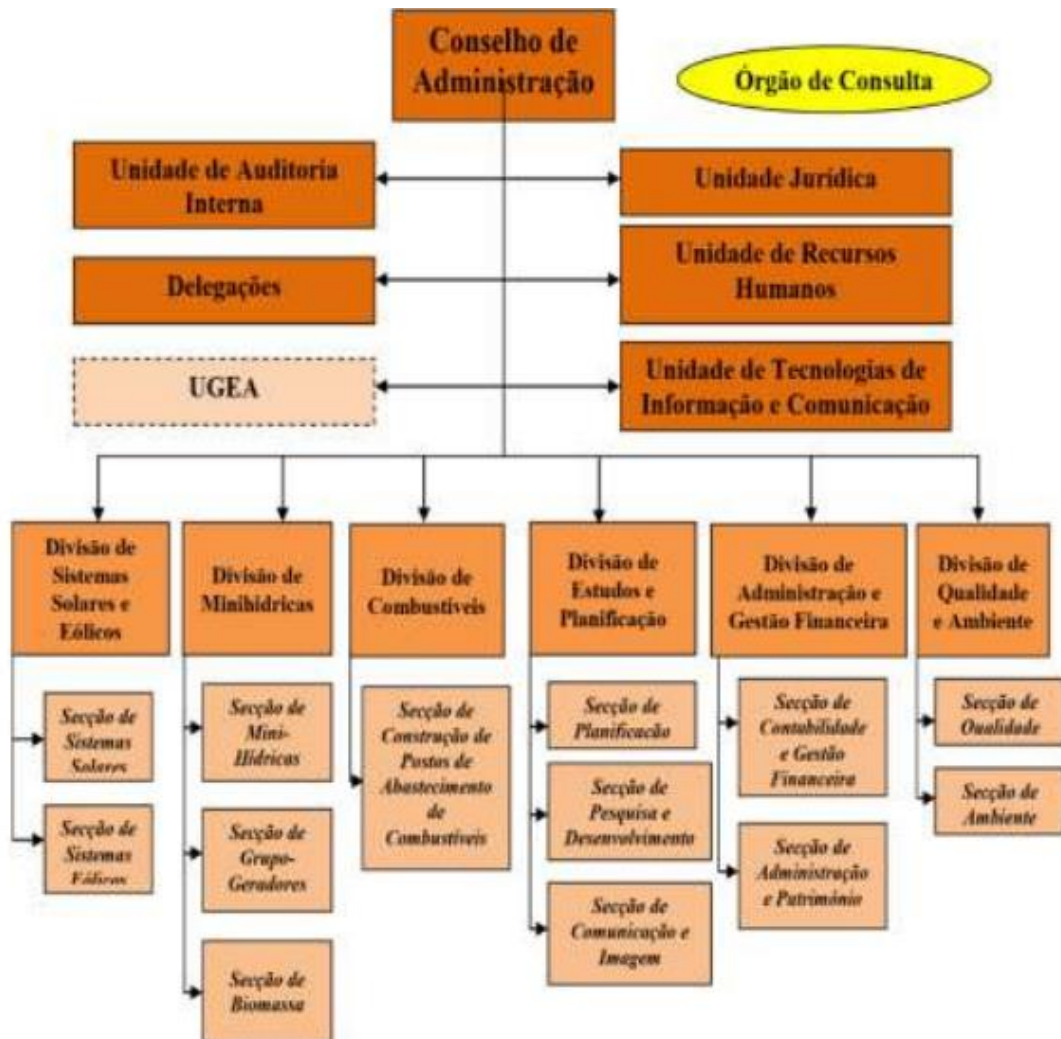 Conselho de
Administração
Órgão de Consulta
Unidade de Auditoria
Interna
Unidade Jurídica
Delegações
Unidade de Recursos
Humanos
UGEA
Unidade de Tecnologias de
Informação e Comunicação
Divisão de
Sistemas
Solares e
Eólicos
Divisão de
Minihídricas
Divisão de
Combustíveis
Divisão de
Estudos e
Planificação
Divisão de
Administração e
Gestão Financeira
Divisão de
Qualidade
e Ambiente
Secção de
Sistemas
Solares
Secção de
Sistemas
Eólicos
Secção de
Mini-
Hídricas
Secção de
Grupo-
Geradores
Secção de
Biomassa
Secção de
Construção de
Postos de
Abastecimento
de
Combustíveis
Secção de
Planificação
Secção de
Pesquisa e
Desenvolvimento
Secção de
Comunicação e
Imagem
Secção de
Contabilidade
e Gestão
Financeira
Secção de
Administração
e Património
Secção de
Qualidade
Secção de
Ambiente